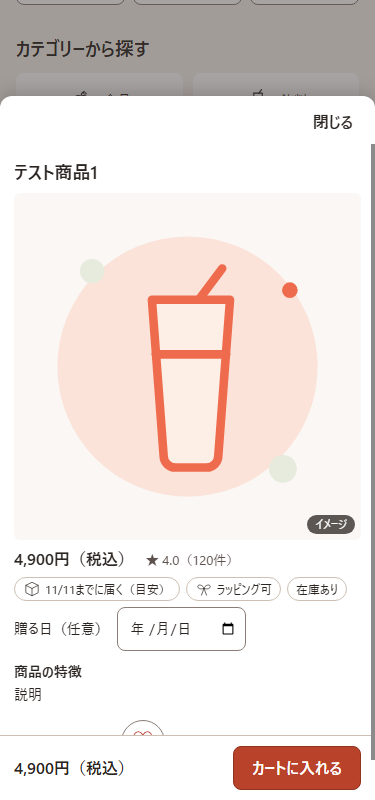 カテゴリーから探す
閉じる
テスト商品1
イメージ
4,900円（税込） ★ 4.0（120件）
11/11までに届く（目安） ラッピング可 在庫あり
贈る日（任意） 年 /月/日
商品の特徴
説明
4,900円（税込） カートに入れる